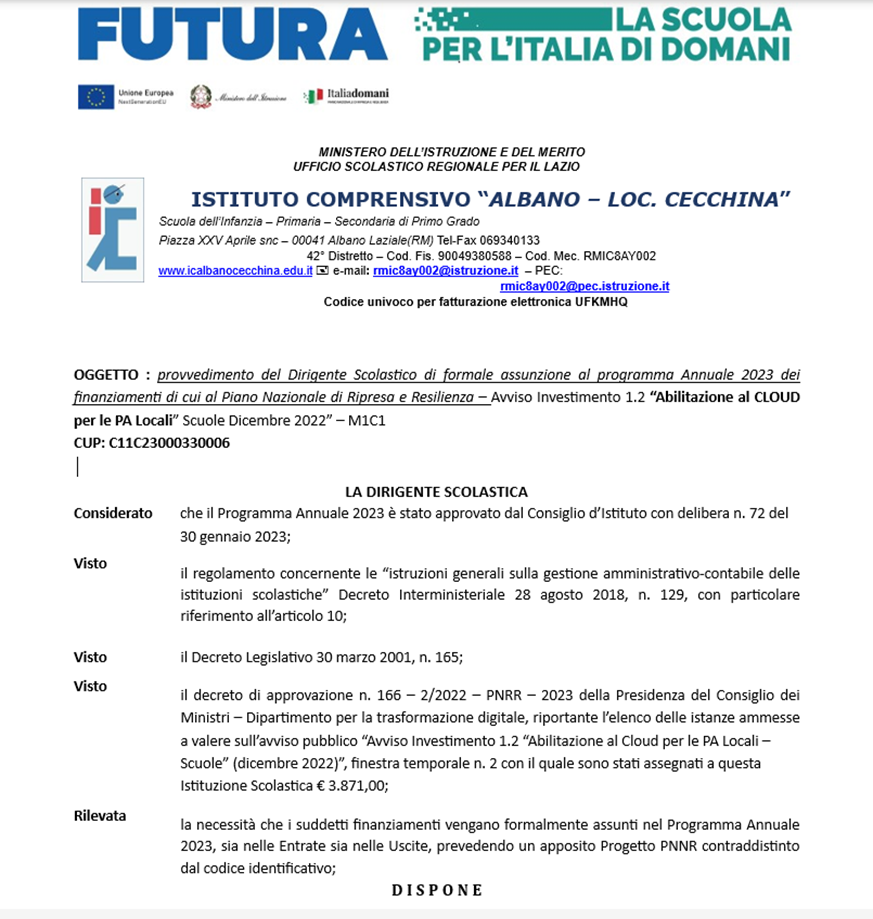 FUTURA
LA SCUOLA
PER L'ITALIA DI DOMANI
Unione Europea
NextGenerationEU
Ministero dell'Istruzione
Italiadomani
MINISTERO DELL'ISTRUZIONE E DEL MERITO
UFFICIO SCOLASTICO REGIONALE PER IL LAZIO
ISTITUTO COMPRENSIVO “ALBANO – LOC. CECCHINA”
Scuola dell'Infanzia – Primaria – Secondaria di Primo Grado
Piazza XXV Aprile snc – 00041 Albano Laziale(RM) Tel-Fax 069340133
42° Distretto – Cod. Fis. 90049380588 – Cod. Mec. RMIC8AY002
www.icalbanocecchina.edu.it e-mail: rmic8ay002@istruzione.it – PEC:
rmic8ay002@pec.istruzione.it
Codice univoco per fatturazione elettronica UFKMHQ
OGGETTO : provvedimento del Dirigente Scolastico di formale assunzione al programma Annuale 2023 dei
finanziamenti di cui al Piano Nazionale di Ripresa e Resilienza – Avviso Investimento 1.2 “Abilitazione al CLOUD
per le PA Locali” Scuole Dicembre 2022” – M1C1
CUP: C11C23000330006
LA DIRIGENTE SCOLASTICA
Considerato che il Programma Annuale 2023 è stato approvato dal Consiglio d'Istituto con delibera n. 72 del
30 gennaio 2023;
Visto
il regolamento concernente le “istruzioni generali sulla gestione amministrativo-contabile delle
istituzioni scolastiche” Decreto Interministeriale 28 agosto 2018, n. 129, con particolare
riferimento all'articolo 10;
Visto il Decreto Legislativo 30 marzo 2001, n. 165;
Visto
il decreto di approvazione n. 166 – 2/2022 – PNRR – 2023 della Presidenza del Consiglio dei
Ministri – Dipartimento per la trasformazione digitale, riportante l'elenco delle istanze ammesse
a valere sull'avviso pubblico “Avviso Investimento 1.2 “Abilitazione al Cloud per le PA Locali –
Scuole” (dicembre 2022)”, finestra temporale n. 2 con il quale sono stati assegnati a questa
Istituzione Scolastica € 3.871,00;
Rilevata
la necessità che i suddetti finanziamenti vengano formalmente assunti nel Programma Annuale
2023, sia nelle Entrate sia nelle Uscite, prevedendo un apposito Progetto PNNR contraddistinto
dal codice identificativo;
D I S P O N E